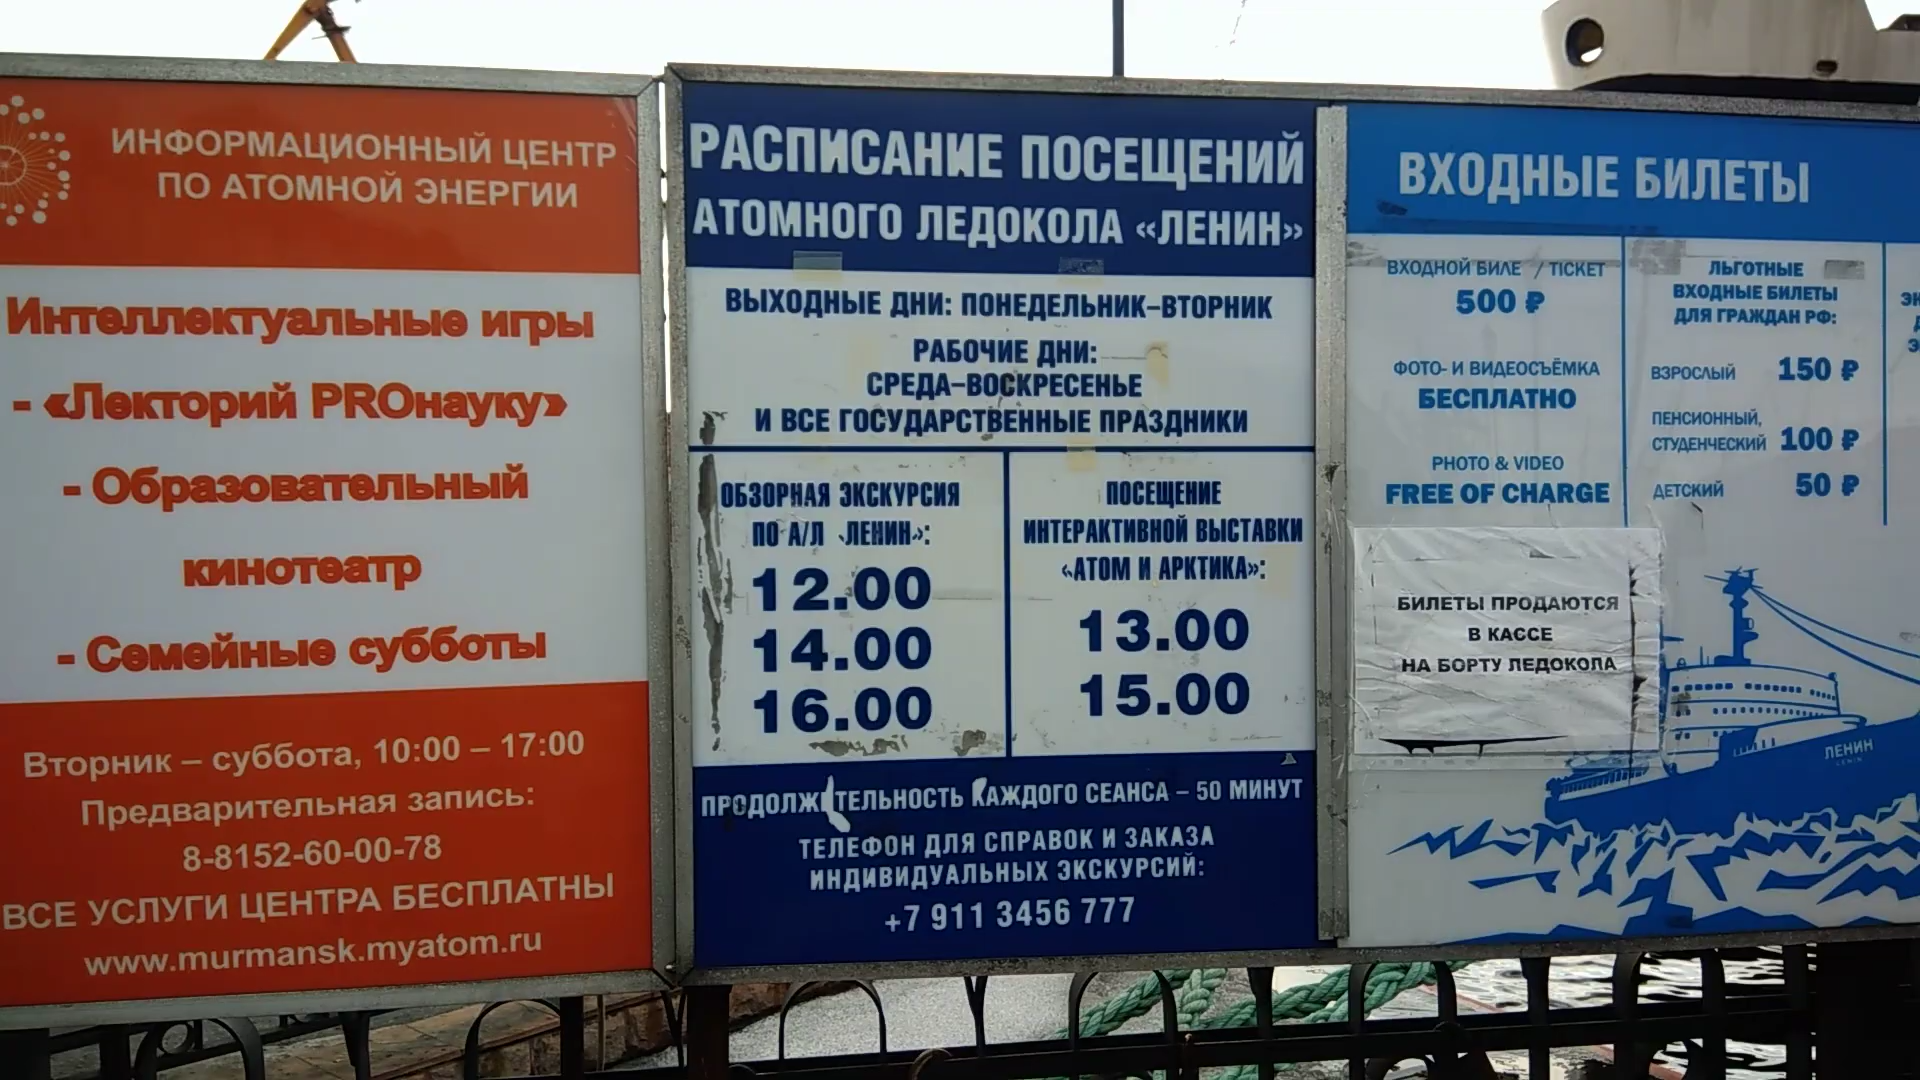 ИНФОРМАЦИОННЫЙ ЦЕНТР
ПО АТОМНОЙ ЭНЕРГИИ
Интеллектуальные игры
- «Лекторий PROнауку»
- Образовательный
кинотеатр
- Семейные субботы
Вторник – суббота, 10:00 – 17:00
Предварительная запись:
8-8152-60-00-78
ВСЕ УСЛУГИ ЦЕНТРА БЕСПЛАТНЫ
www.murmansk.myatom.ru
РАСПИСАНИЕ ПОСЕЩЕНИЙ
АТОМНОГО ЛЕДОКОЛА «ЛЕНИН»
ВЫХОДНЫЕ ДНИ: ПОНЕДЕЛЬНИК–ВТОРНИК
РАБОЧИЕ ДНИ:
СРЕДА–ВОСКРЕСЕНЬЕ
И ВСЕ ГОСУДАРСТВЕННЫЕ ПРАЗДНИКИ
ОБЗОРНАЯ ЭКСКУРСИЯ
ПО А/Л «ЛЕНИН»:
12.00
14.00
16.00
ПОСЕЩЕНИЕ
ИНТЕРАКТИВНОЙ ВЫСТАВКИ
«АТОМ И АРКТИКА»:
13.00
15.00
ПРОДОЛЖИТЕЛЬНОСТЬ КАЖДОГО СЕАНСА – 50 МИНУТ
ТЕЛЕФОН ДЛЯ СПРАВОК И ЗАКАЗА
ИНДИВИДУАЛЬНЫХ ЭКСКУРСИЙ:
+7 911 3456 777
ВХОДНЫЕ БИЛЕТЫ
ВХОДНОЙ БИЛЕ / TICKET
500 ₽
ФОТО- И ВИДЕОСЪЁМКА
БЕСПЛАТНО
PHOTO & VIDEO
FREE OF CHARGE
ЛЬГОТНЫЕ
ВХОДНЫЕ БИЛЕТЫ
ДЛЯ ГРАЖДАН РФ:
ВЗРОСЛЫЙ 150 ₽
ПЕНСИОННЫЙ,
СТУДЕНЧЕСКИЙ 100 ₽
ДЕТСКИЙ 50 ₽
БИЛЕТЫ ПРОДАЮТСЯ
В КАССЕ
НА БОРТУ ЛЕДОКОЛА
ЛЕНИН